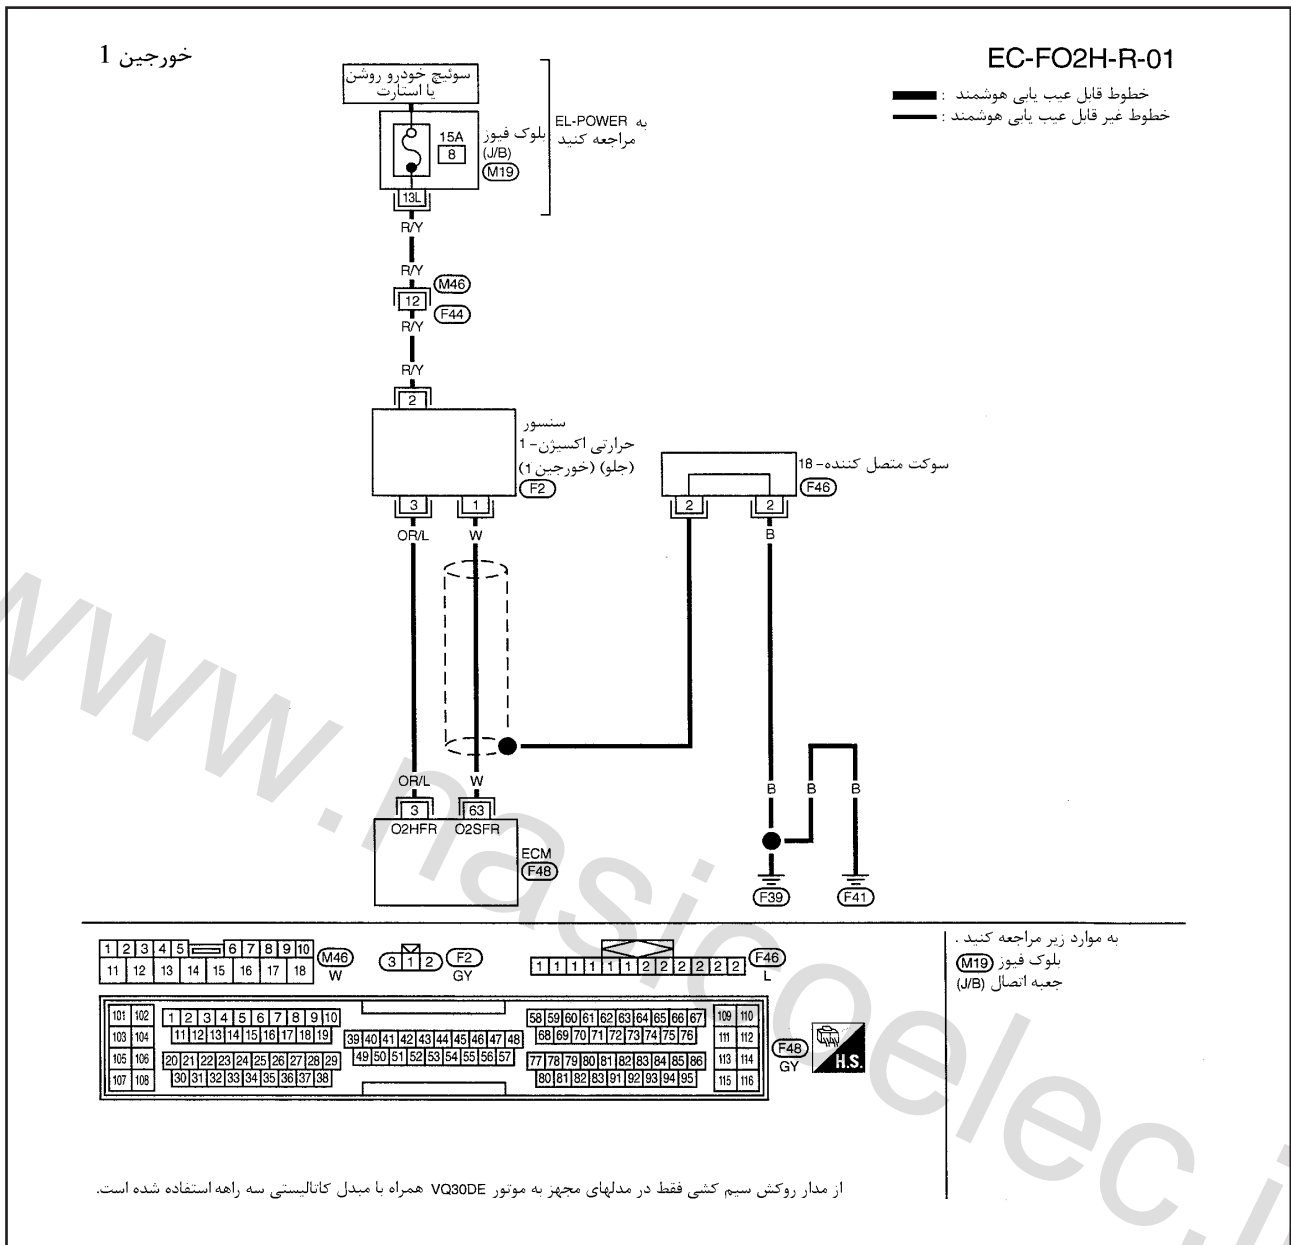 خورجین 1
EC-FO2H-R-01
خطوط قابل عیب یابی هوشمند :
خطوط غیر قابل عیب یابی هوشمند :
سوئیچ خودرو روشن
یا استارت
15A
8
بلوک فیوز
(J/B)
M19
به EL-POWER
مراجعه کنید
13L
R/Y
R/Y
M46
12
F44
R/Y
R/Y
2
سنسور
حرارتی اکسیژن- 1
(جلو) (خورجین 1)
F2
3
1
OR/L
W
سوکت متصل کننده- 18
F46
2
2
B
OR/L
W
3
63
O2HFR
O2SFR
ECM
F48
B
B
B
F39
F41
1 2 3 4 5 6 7 8 9 10
11 12 13 14 15 16 17 18
M46
W
3 1 2
F2
GY
1 1 1 1 1 1 2 2 2 2 2 2
F46
L
101 102
103 104
105 106
107 108
1 2 3 4 5 6 7 8 9 10
11 12 13 14 15 16 17 18 19
20 21 22 23 24 25 26 27 28 29
30 31 32 33 34 35 36 37 38
39 40 41 42 43 44 45 46 47 48
49 50 51 52 53 54 55 56 57
58 59 60 61 62 63 64 65 66 67
68 69 70 71 72 73 74 75 76
77 78 79 80 81 82 83 84 85 86
80 81 82 83 91 92 93 94 95
109 110
111 112
113 114
115 116
F48
GY
H.S.
به موارد زیر مراجعه کنید .
بلوک فیوز M19
جعبه اتصال (J/B)
از مدار روکش سیم کشی فقط در مدلهای مجهز به موتور VQ30DE همراه با مبدل کاتالیستی سه راهه استفاده شده است.